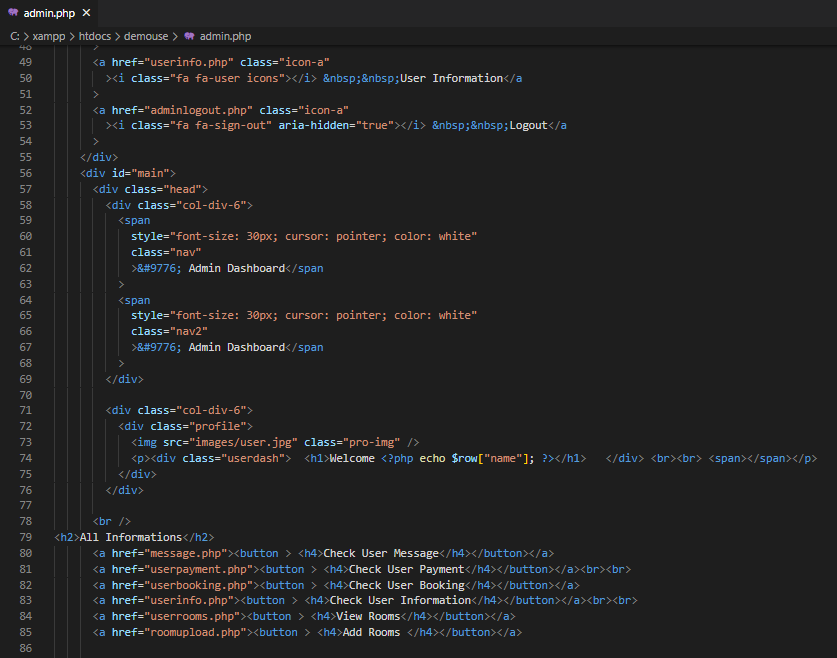 admin.php ×
C: > xampp > htdocs > demouse > admin.php
48 >
49 <a href="userinfo.php" class="icon-a"
50 ><i class="fa fa-user icons"></i> &nbsp;&nbsp;User Information</a
51 >
52 <a href="adminlogout.php" class="icon-a"
53 ><i class="fa fa-sign-out" aria-hidden="true"></i> &nbsp;&nbsp;Logout</a
54 >
55 </div>
56 <div id="main">
57 <div class="head">
58 <div class="col-div-6">
59 <span
60 style="font-size: 30px; cursor: pointer; color: white"
61 class="nav"
62 >&#9776; Admin Dashboard</span
63 >
64 <span
65 style="font-size: 30px; cursor: pointer; color: white"
66 class="nav2"
67 >&#9776; Admin Dashboard</span
68 >
69 </div>
70
71 <div class="col-div-6">
72 <div class="profile">
73 <img src="images/user.jpg" class="pro-img" />
74 <p><div class="userdash">  <h1>Welcome <?php echo $row["name"]; ?></h1>   </div> <br><br> <span></span></p>
75 </div>
76 </div>
77
78 <br />
79 <h2>All Informations</h2>
80 <a href="message.php"><button > <h4>Check User Message</h4></button></a>
81 <a href="userpayment.php"><button > <h4>Check User Payment</h4></button></a><br><br>
82 <a href="userbooking.php"><button > <h4>Check User Booking</h4></button></a>
83 <a href="userinfo.php"><button > <h4>Check User Information</h4></button></a><br><br>
84 <a href="userrooms.php"><button > <h4>View Rooms</h4></button></a>
85 <a href="roomupload.php"><button > <h4>Add Rooms </h4></button></a>
86